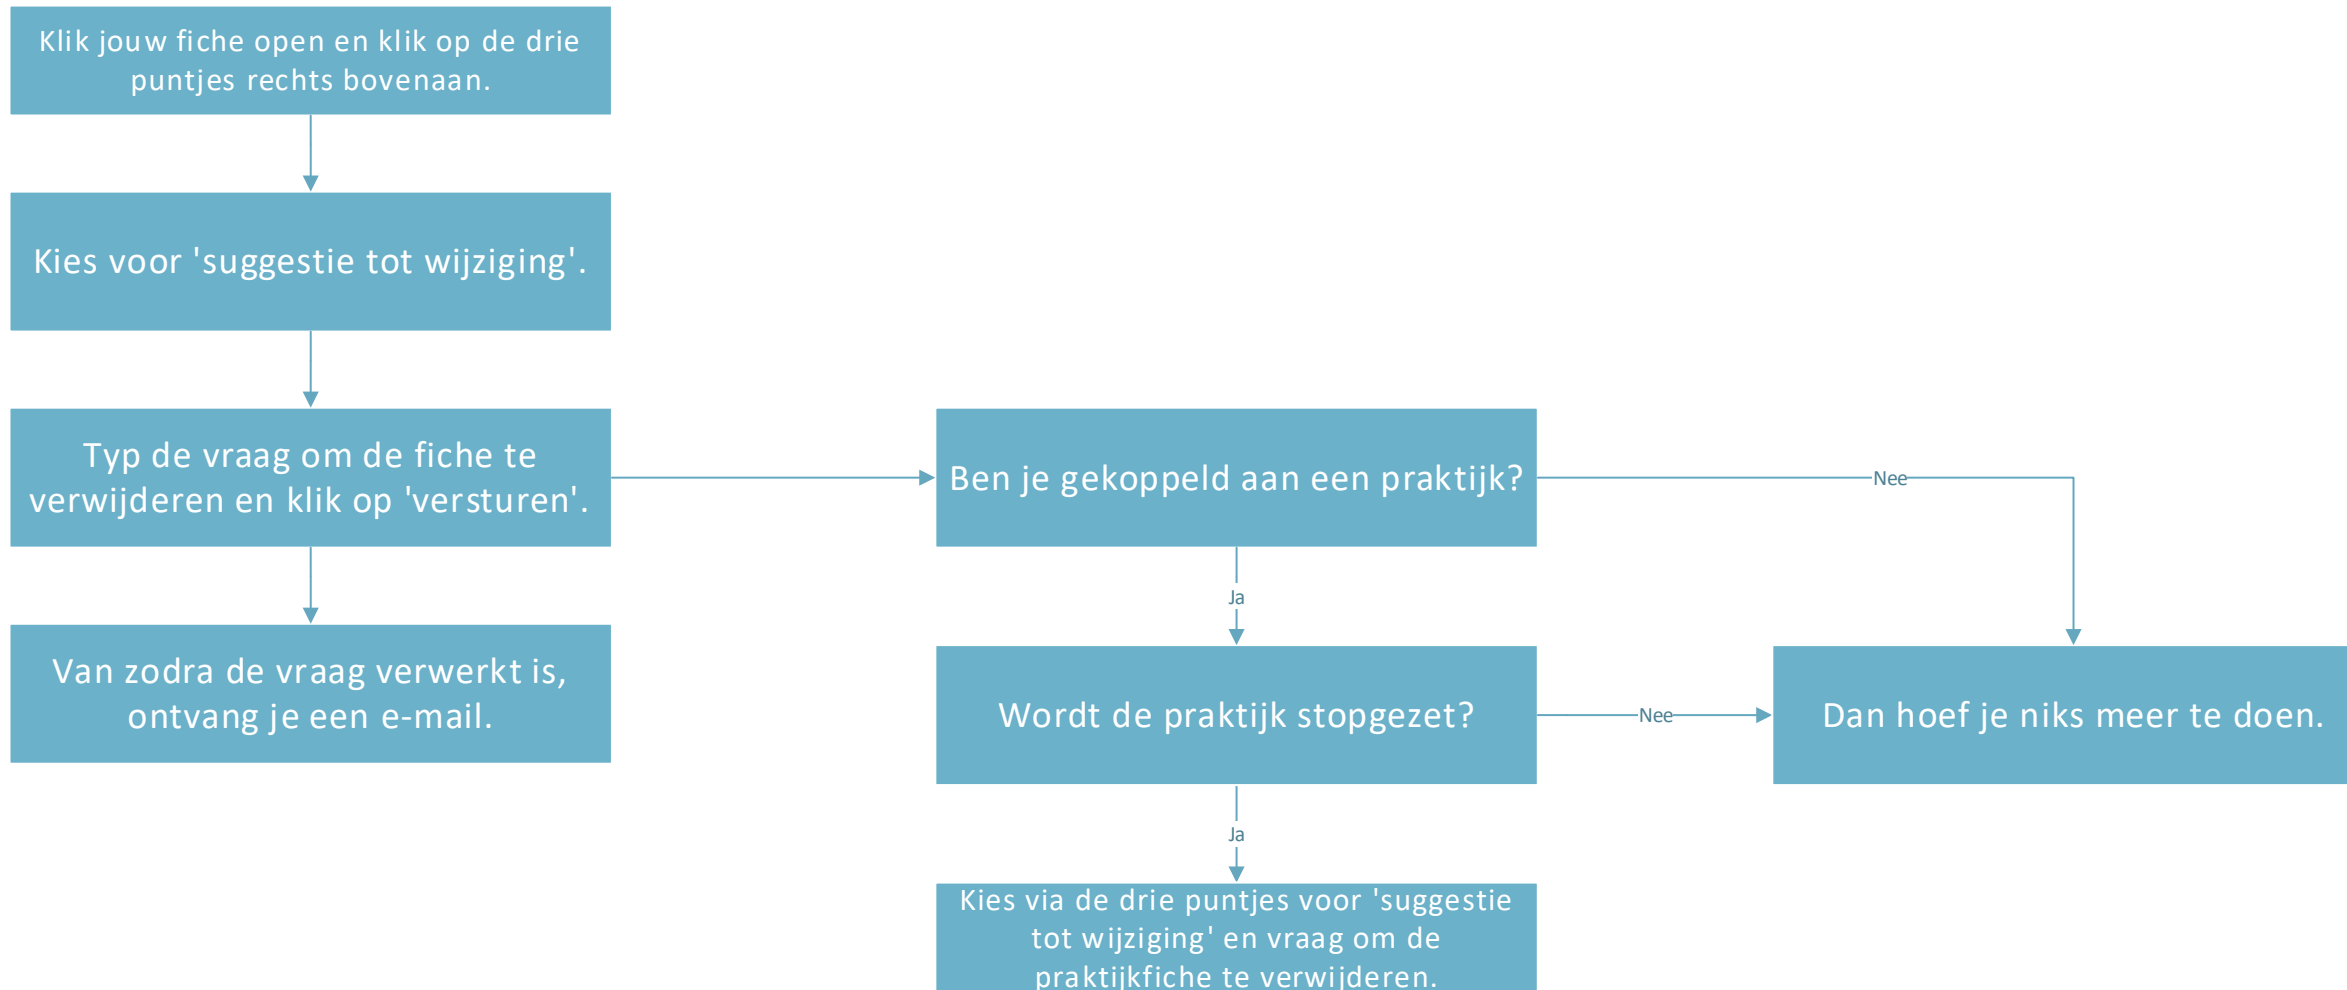 Klik jouw fiche open en klik op de drie
puntjes rechts bovenaan.
Kies voor 'suggestie tot wijziging'.
Typ de vraag om de fiche te
verwijderen en klik op 'versturen'.
Van zodra de vraag verwerkt is,
ontvang je een e-mail.
Ben je gekoppeld aan een praktijk?
Nee
Ja
Wordt de praktijk stopgezet?
Nee
Dan hoef je niks meer te doen.
Ja
Kies via de drie puntjes voor 'suggestie
tot wijziging' en vraag om de
praktijkfiche te verwijderen.